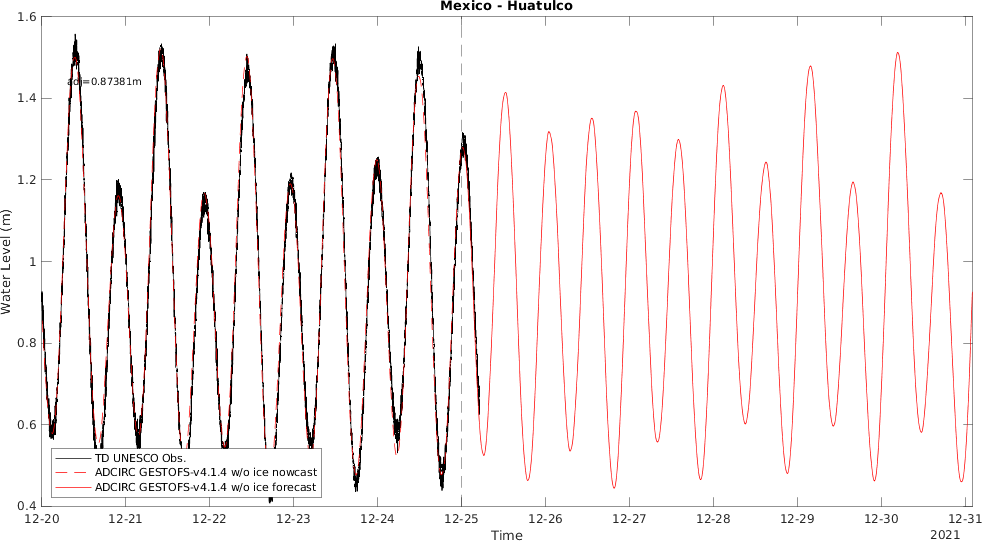 Mexico - Huatulco
1.6
1.4
1.2
1
0.8
0.6
0.4
Water Level (m)
adj=0.87381m
TD UNESCO Obs.
ADCIRC GESTOFS-v4.1.4 w/o ice nowcast
ADCIRC GESTOFS-v4.1.4 w/o ice forecast
12-20 12-21 12-22 12-23 12-24 12-25 12-26 12-27 12-28 12-29 12-30 12-31
Time
2021